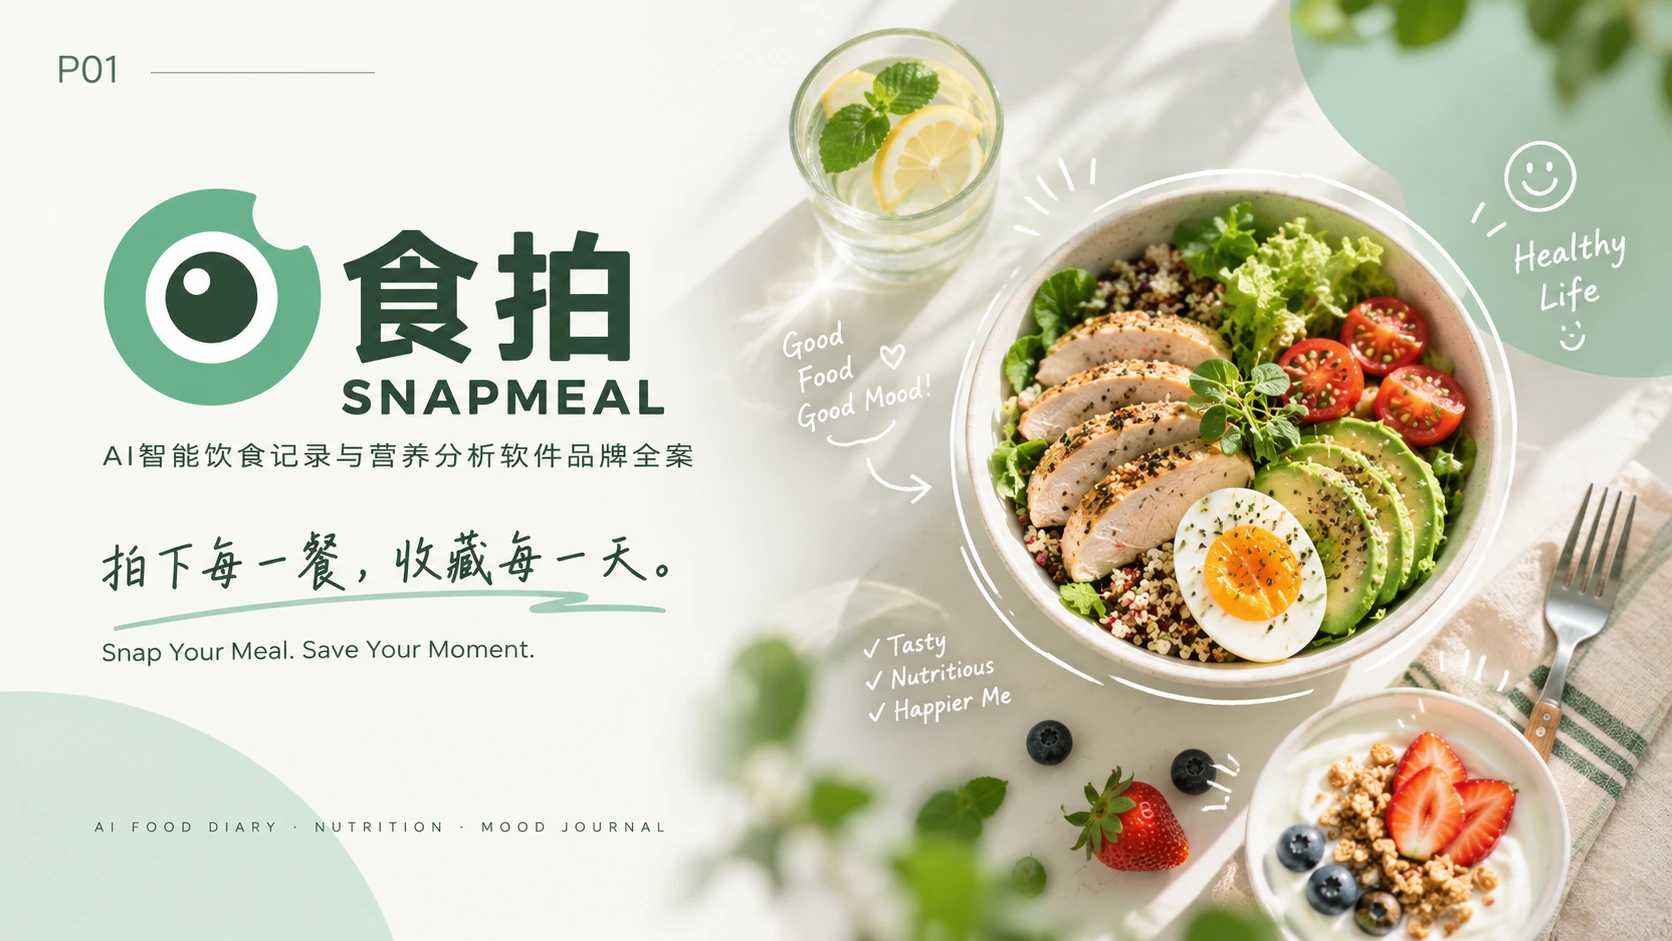 P01
食拍
SNAPMEAL
AI智能饮食记录与营养分析软件品牌全案
拍下每一餐，收藏每一天。
Snap Your Meal. Save Your Moment.
AI FOOD DIARY · NUTRITION · MOOD JOURNAL
Good
Food
Good Mood!
Healthy
Life
✓ Tasty
✓ Nutritious
✓ Happier Me